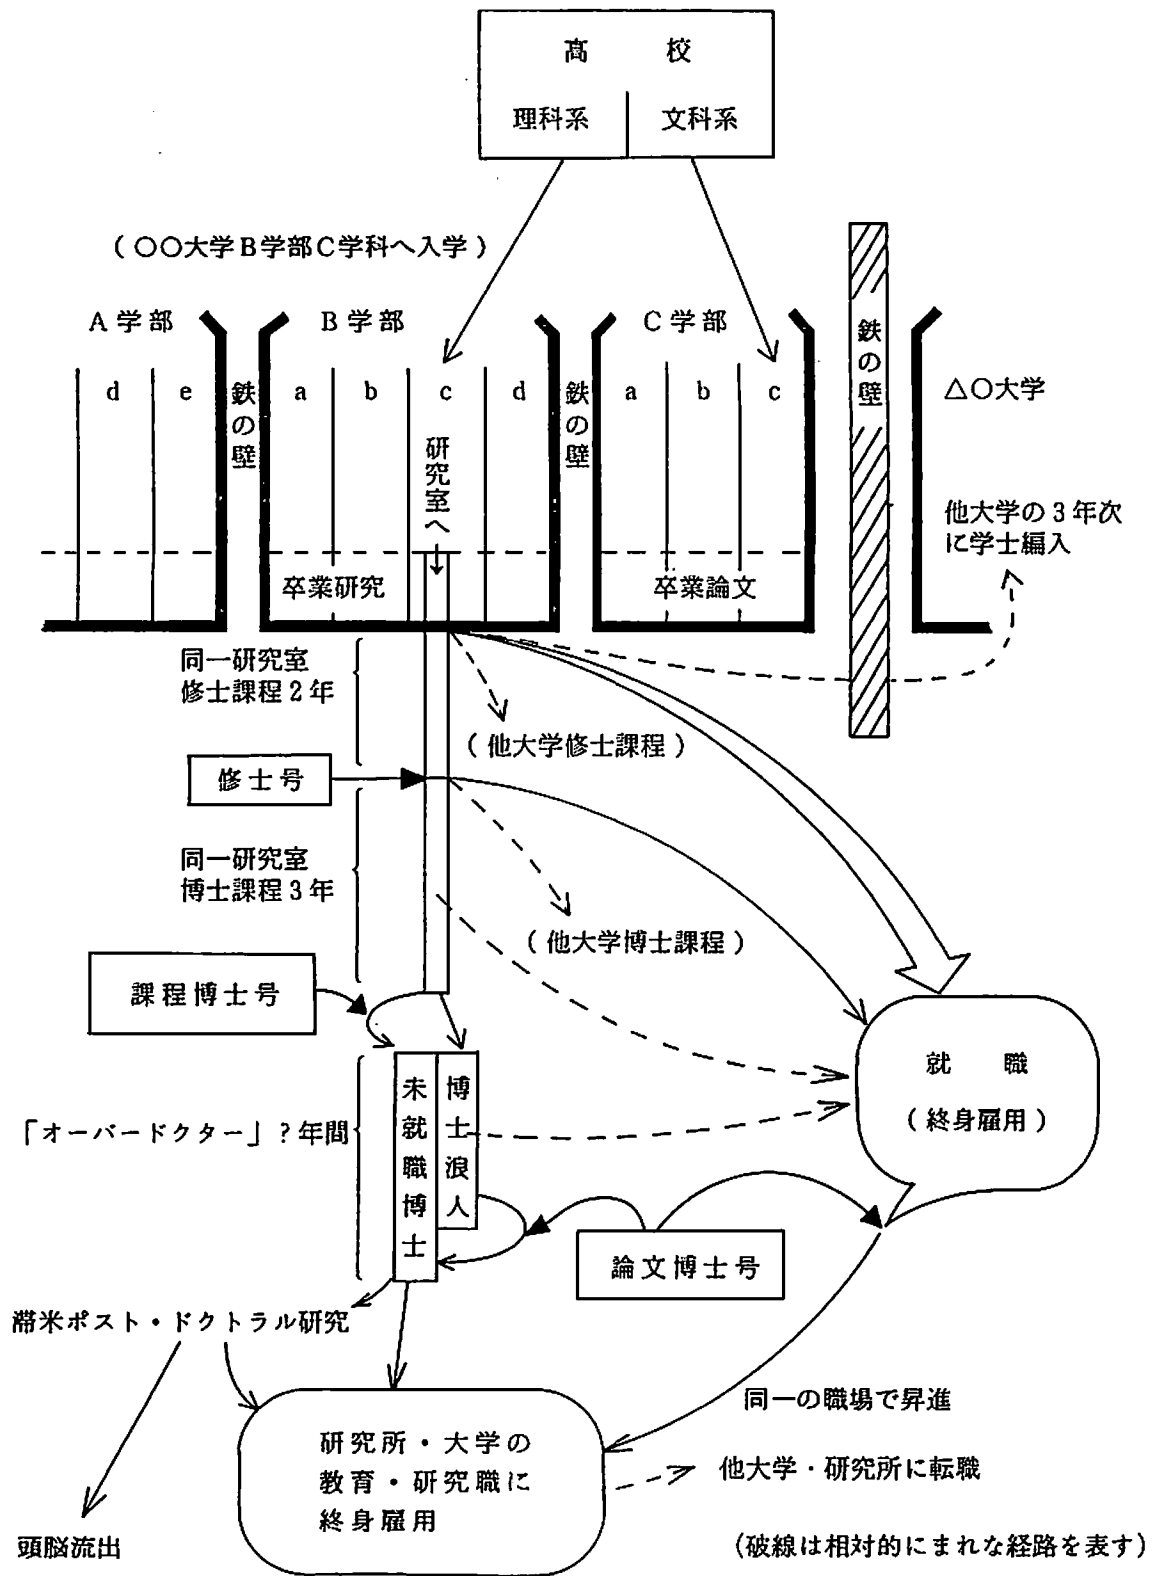 高校
理科系 文科系
(〇〇大学B学部C学科へ入学)
A学部 B学部 C学部
d e a b c d a b c
鉄の壁
鉄の壁
鉄の壁
△〇大学
研究室へ
他大学の3年次
に学士編入
卒業研究 卒業論文
同一研究室
修士課程2年
(他大学修士課程)
修士号
同一研究室
博士課程3年
(他大学博士課程)
課程博士号
就職
(終身雇用)
「オーバードクター」?年間
未就職博士
博士浪人
論文博士号
滞米ポスト・ドクトラル研究
同一の職場で昇進
研究所・大学の
教育・研究職に
終身雇用
他大学・研究所に転職
頭脳流出
(破線は相対的にまれな経路を表す)